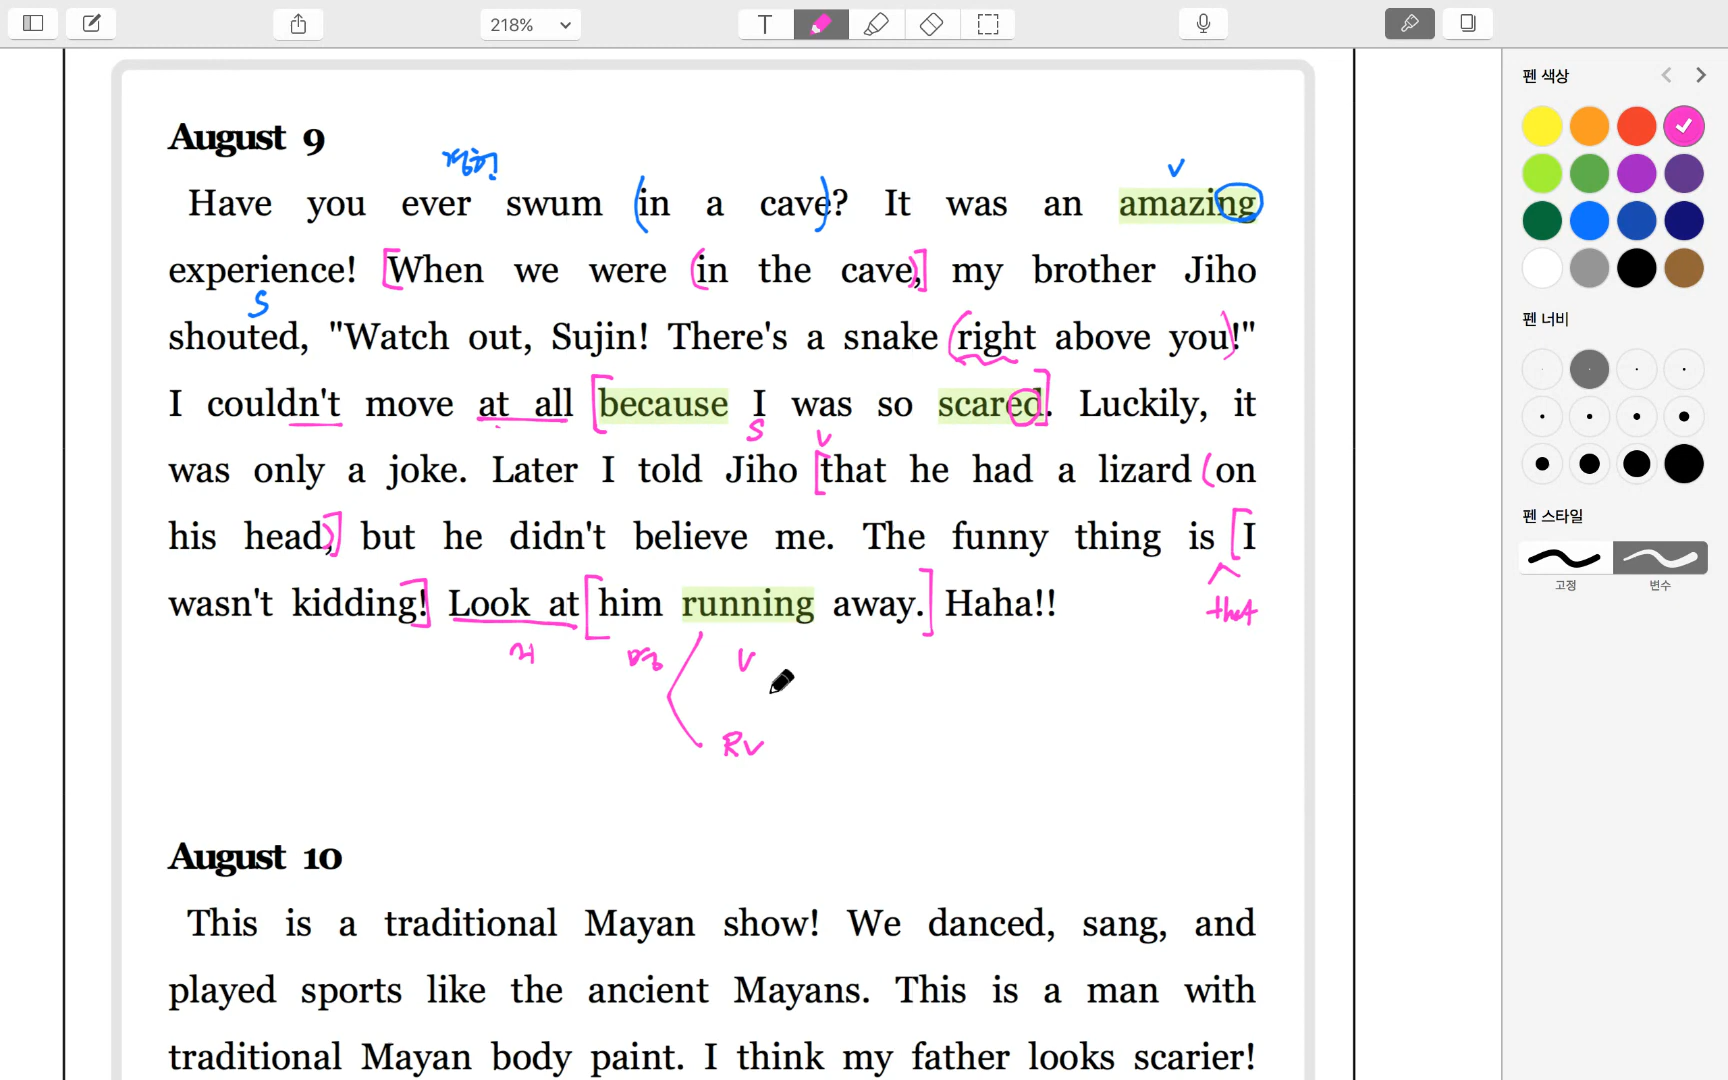 218%
T
펜 색상
펜 너비
펜 스타일
고정
변수
August 9
경험!
v
Have you ever swum (in a cave)? It was an amazing
experience! [When we were (in the cave),] my brother Jiho
S
shouted, "Watch out, Sujin! There's a snake (right above you)!"
I couldn't move at all [because I was so scared]. Luckily, it
S V
was only a joke. Later I told Jiho [that he had a lizard (on
his head),] but he didn't believe me. The funny thing is [I
wasn't kidding!] Look at [him running away.] Haha!!
that
V
RV
August 10
This is a traditional Mayan show! We danced, sang, and
played sports like the ancient Mayans. This is a man with
traditional Mayan body paint. I think my father looks scarier!